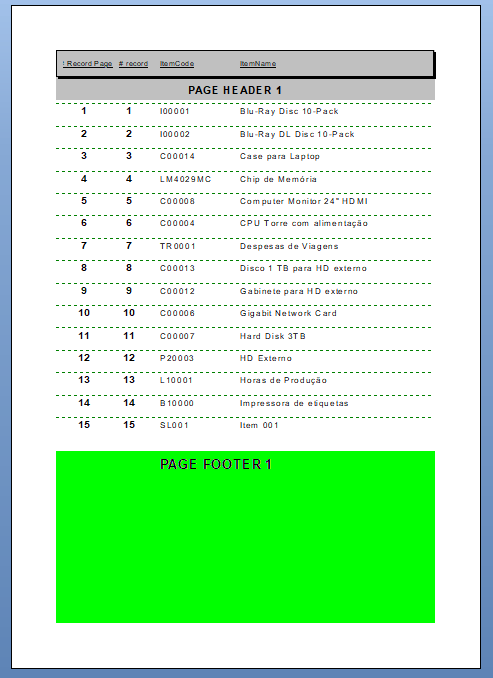 ! Record Page # record ItemCode ItemName
PAGE HEADER 1
1 1 I00001 Blu-Ray Disc 10-Pack
2 2 I00002 Blu-Ray DL Disc 10-Pack
3 3 C00014 Case para Laptop
4 4 LM4029MC Chip de Memória
5 5 C00008 Computer Monitor 24" HDMI
6 6 C00004 CPU Torre com alimentação
7 7 TR0001 Despesas de Viagens
8 8 C00013 Disco 1 TB para HD externo
9 9 C00012 Gabinete para HD externo
10 10 C00006 Gigabit Network Card
11 11 C00007 Hard Disk 3TB
12 12 P20003 HD Externo
13 13 L10001 Horas de Produção
14 14 B10000 Impressora de etiquetas
15 15 SL001 Item 001
PAGE FOOTER 1